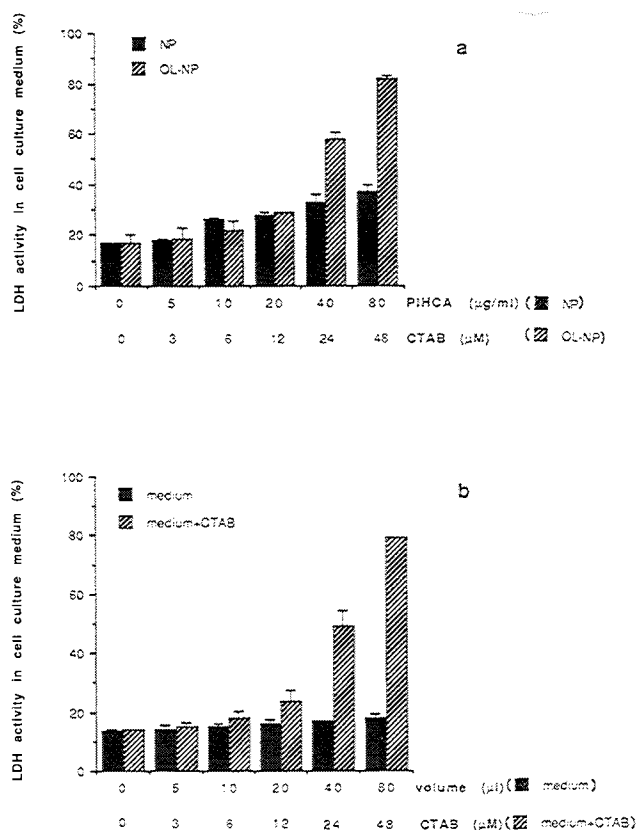 a
NP
OL-NP
LDH activity in cell culture medium (%)
100
80
60
40
20
0
0 5 10 20 40 80 PIHCA (µg/ml) ( NP)
0 3 6 12 24 48 CTAB (µM) ( OL-NP)
b
medium
medium+CTAB
LDH activity in cell culture medium (%)
100
80
60
40
20
0
0 5 10 20 40 80 volume (µl) ( medium)
0 3 6 12 24 48 CTAB (µM) ( medium+CTAB)